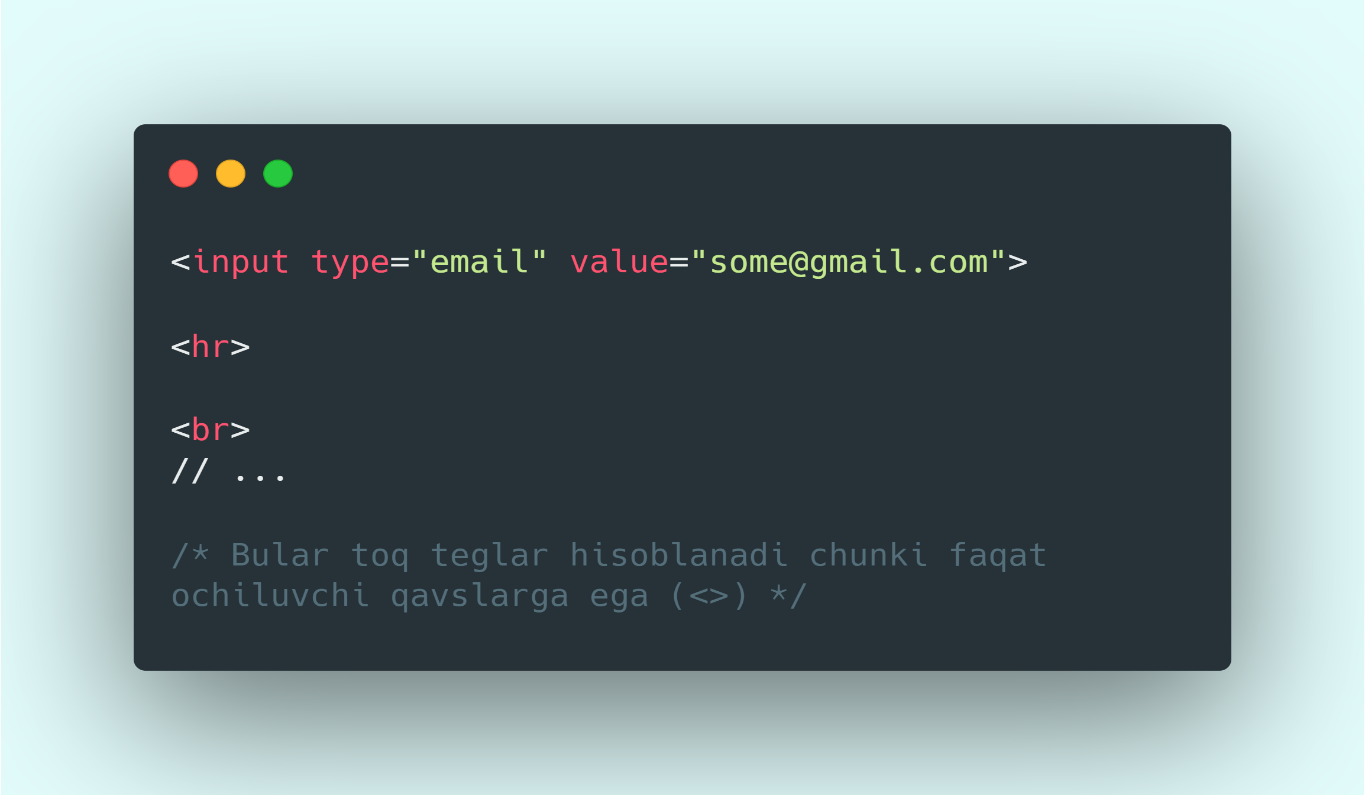 <input type="email" value="some@gmail.com">
<hr>
<br>
// ...
/* Bular toq teglar hisoblanadi chunki faqat
ochiluvchi qavslarga ega (<>) */